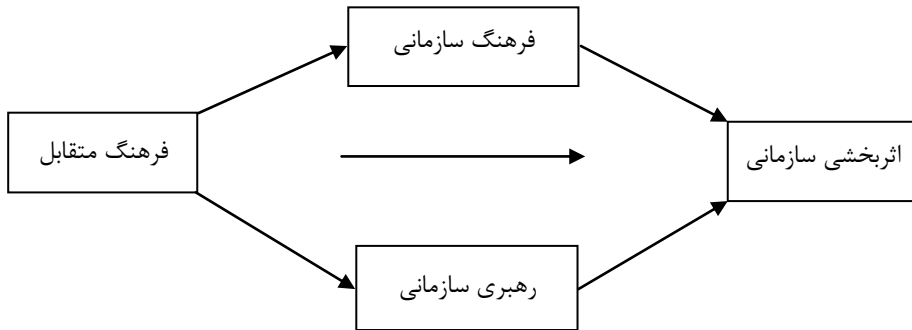 فرهنگ سازمانی
فرهنگ متقابل
اثربخشی سازمانی
رهبری سازمانی